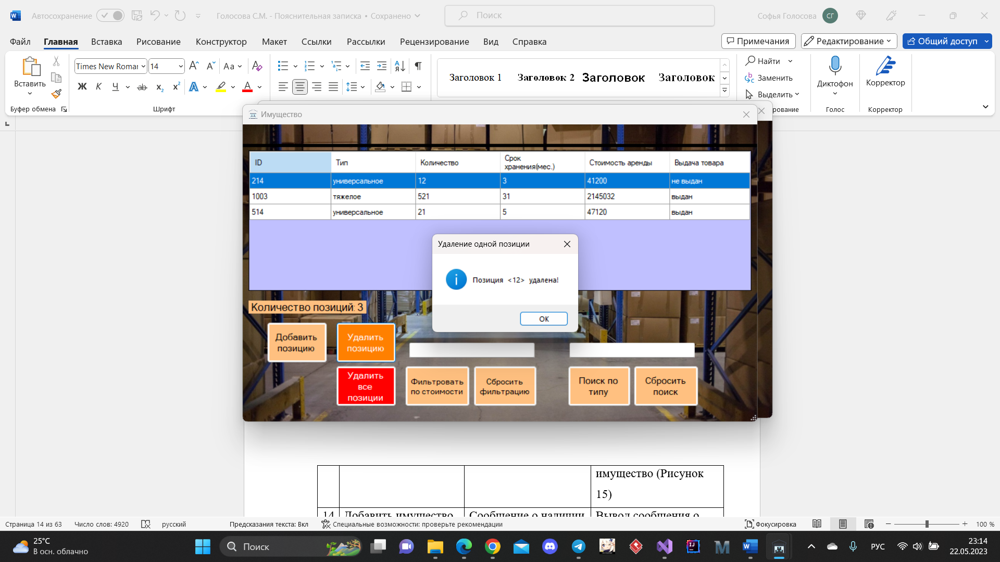 Автосохранение
Голосова С.М. - Пояснительная записка • Сохранено
Поиск
Софья Голосова
СГ
Файл Главная Вставка Рисование Конструктор Макет Ссылки Рассылки Рецензирование Вид Справка
Примечания
Редактирование
Общий доступ
Вставить
Буфер обмена
Times New Roman 14
Шрифт
Заголовок 1
Заголовок 2
Заголовок
Заголовок
Найти
Заменить
Выделить
рование
Диктофон
Голос
Корректор
Корректор
Имущество
ID Тип Количество Срок хранения(мес.) Стоимость аренды Выдача товара
214 универсальное 12 3 41200 не выдан
1003 тяжелое 521 31 2145032 выдан
514 универсальное 21 5 47120 выдан
Удаление одной позиции
Позиция <12> удалена!
ОК
Количество позиций: 3
Добавить позицию
Удалить позицию
Удалить все позиции
Фильтровать по стоимости
Сбросить фильтрацию
Поиск по типу
Сбросить поиск
имущество (Рисунок
15)
14 Добавить имущество Сообщение о наличии Вывод сообщения о
Страница 14 из 63 Число слов: 4920 русский Предсказания текста: Вкл Специальные возможности: проверьте рекомендации Фокусировка 100 %
25°C
В осн. облачно
Поиск
РУС
23:14
22.05.2023